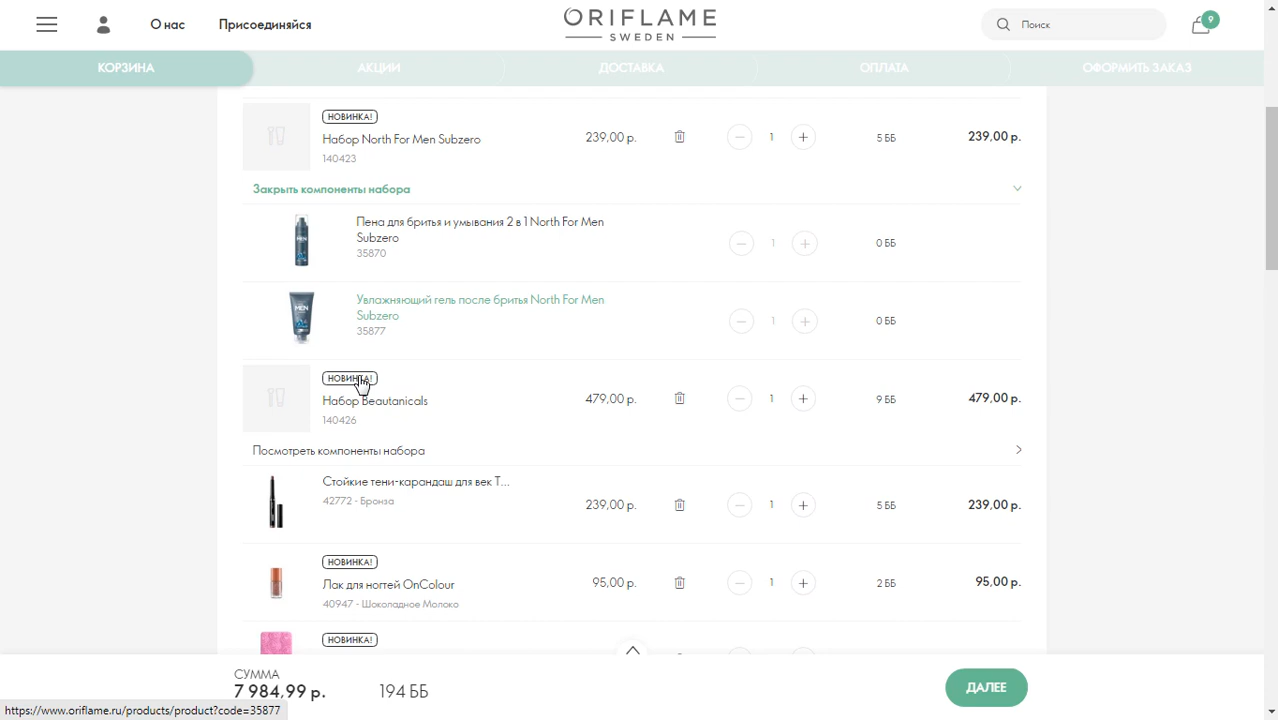 О нас
Присоединяйся
ORIFLAME
SWEDEN
Поиск
9
КОРЗИНА
АКЦИИ
ДОСТАВКА
ОПЛАТА
ОФОРМИТЬ ЗАКАЗ
НОВИНКА!
Набор North For Men Subzero
140423
239,00 р.
1
5 ББ
239,00 р.
Закрыть компоненты набора
Пена для бритья и умывания 2 в 1 North For Men
Subzero
35870
1
0 ББ
Увлажняющий гель после бритья North For Men
Subzero
35877
1
0 ББ
НОВИНКА!
Набор Beautanicals
140426
479,00 р.
1
9 ББ
479,00 р.
Посмотреть компоненты набора
Стойкие тени-карандаш для век T...
42772 - Бронза
239,00 р.
1
5 ББ
239,00 р.
НОВИНКА!
Лак для ногтей OnColour
40947 - Шоколадное Молоко
95,00 р.
1
2 ББ
95,00 р.
НОВИНКА!
СУММА
7 984,99 р.
194 ББ
ДАЛЕЕ
https://www.oriflame.ru/products/product?code=35877